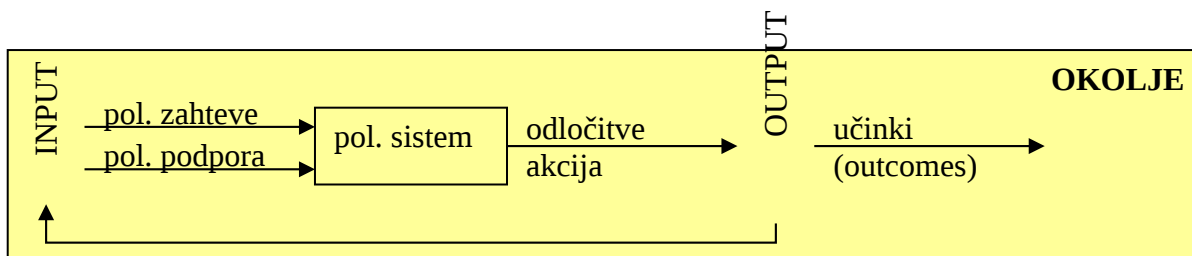 INPUT
OUTPUT
OKOLJE
pol. zahteve
pol. podpora
pol. sistem
odločitve
akcija
učinki
(outcomes)